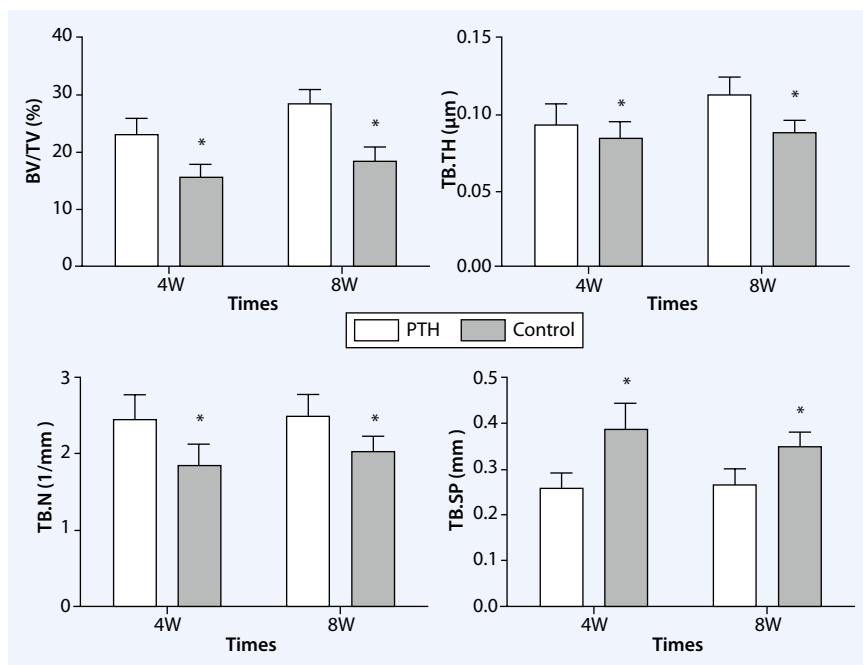 40
30
20
10
0
BV/TV (%)
*
*
4W 8W
Times
0.15
0.10
0.05
0.00
TB.TH (μm)
*
*
4W 8W
Times
PTH Control
3
2
1
0
TB.N (1/mm)
*
*
4W 8W
Times
0.5
0.4
0.3
0.2
0.1
0.0
TB.SP (mm)
*
*
4W 8W
Times